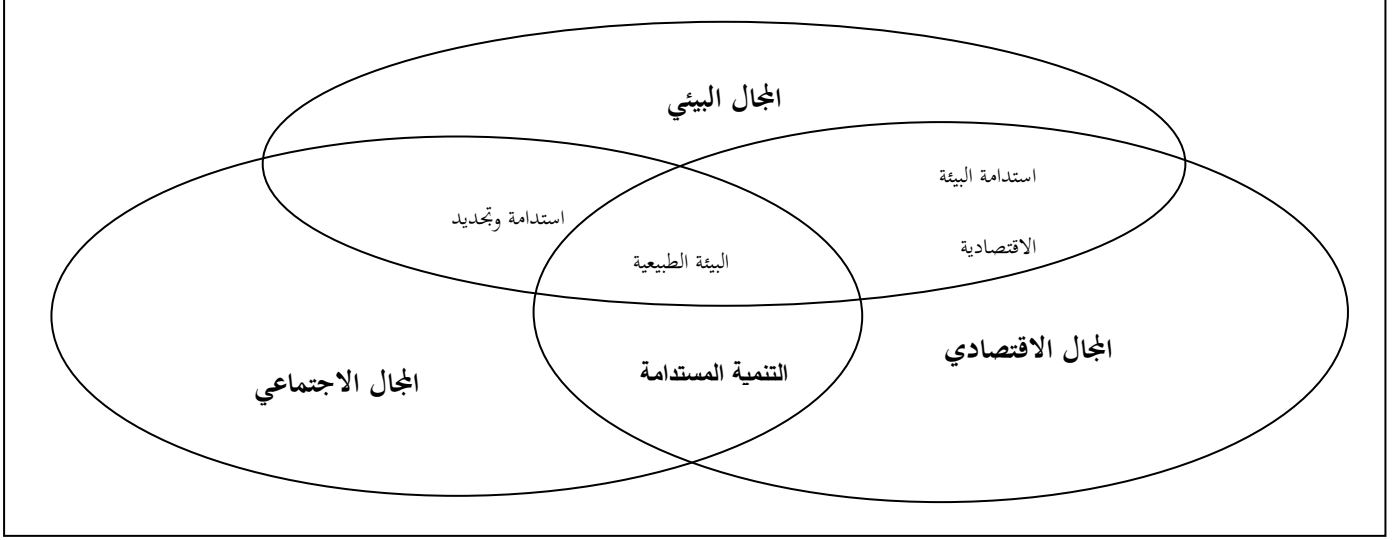 المجال البيئي
استدامة البيئة
استدامة وتجديد
الاقتصادية
البيئة الطبيعية
المجال الاقتصادي
التنمية المستدامة
المجال الاجتماعي